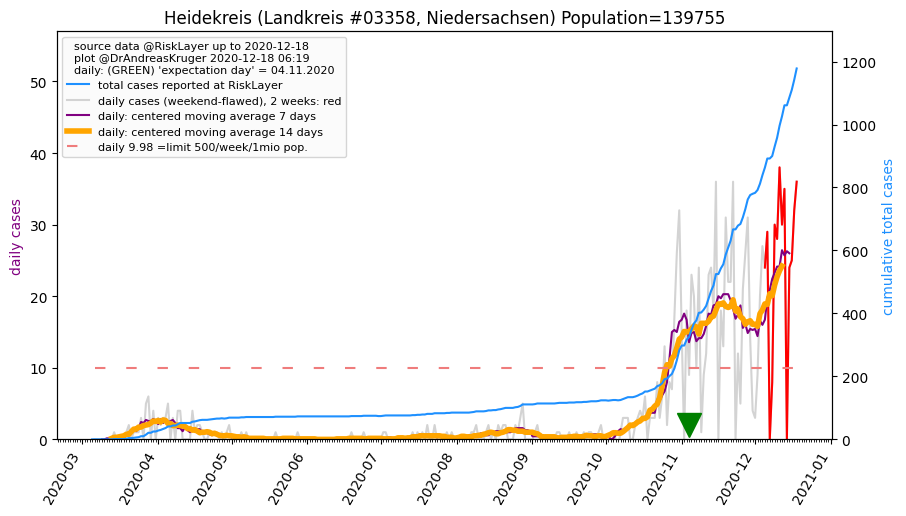 Heidekreis (Landkreis #03358, Niedersachsen) Population=139755
source data @RiskLayer up to 2020-12-18
plot @DrAndreasKruger 2020-12-18 06:19
daily: (GREEN) 'expectation day' = 04.11.2020
total cases reported at RiskLayer
daily cases (weekend-flawed), 2 weeks: red
daily: centered moving average 7 days
daily: centered moving average 14 days
daily 9.98 =limit 500/week/1mio pop.
daily cases
50
40
30
20
10
0
cumulative total cases
1200
1000
800
600
400
200
0
2020-03
2020-04
2020-05
2020-06
2020-07
2020-08
2020-09
2020-10
2020-11
2020-12
2021-01